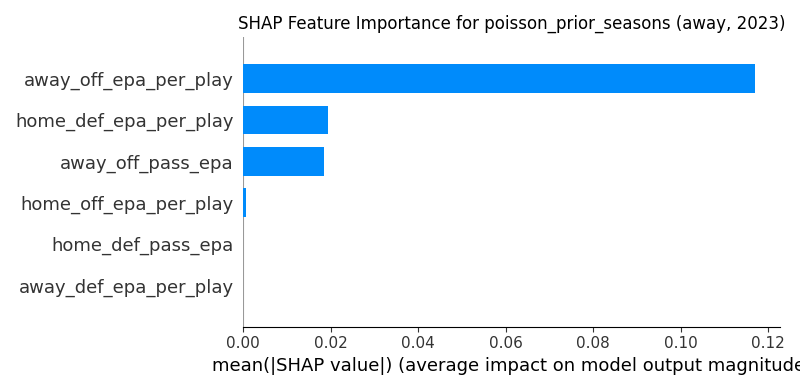 SHAP Feature Importance for poisson_prior_seasons (away, 2023)
away_off_epa_per_play
home_def_epa_per_play
away_off_pass_epa
home_off_epa_per_play
home_def_pass_epa
away_def_epa_per_play
0.00 0.02 0.04 0.06 0.08 0.10 0.12
mean(|SHAP value|) (average impact on model output magnitude